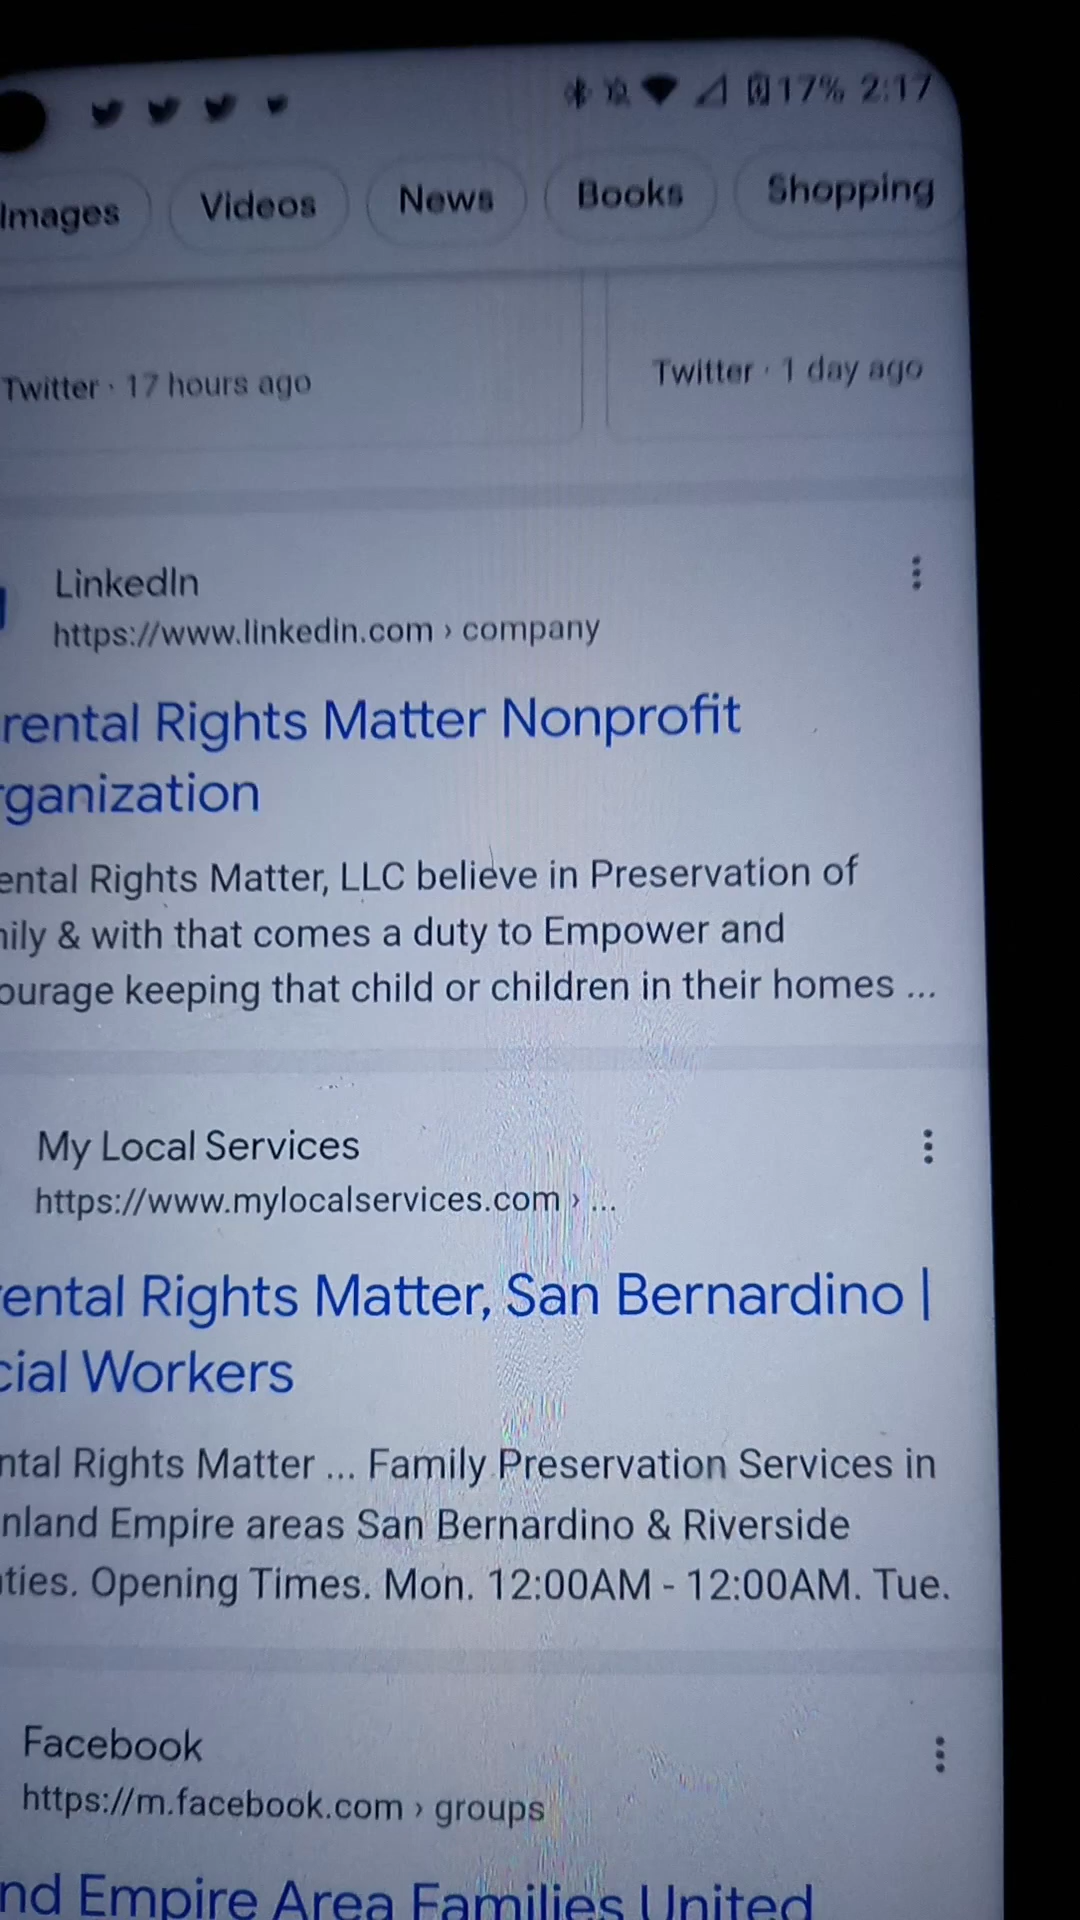 17% 2:17
Images Videos News Books Shopping
Twitter · 17 hours ago Twitter · 1 day ago
LinkedIn
https://www.linkedin.com › company
rental Rights Matter Nonprofit
rganization
ental Rights Matter, LLC believe in Preservation of
ily & with that comes a duty to Empower and
ourage keeping that child or children in their homes ...
My Local Services
https://www.mylocalservices.com › ...
ental Rights Matter, San Bernardino |
cial Workers
ntal Rights Matter ... Family Preservation Services in
nland Empire areas San Bernardino & Riverside
ties. Opening Times. Mon. 12:00AM - 12:00AM. Tue.
Facebook
https://m.facebook.com › groups
nd Empire Area Families United